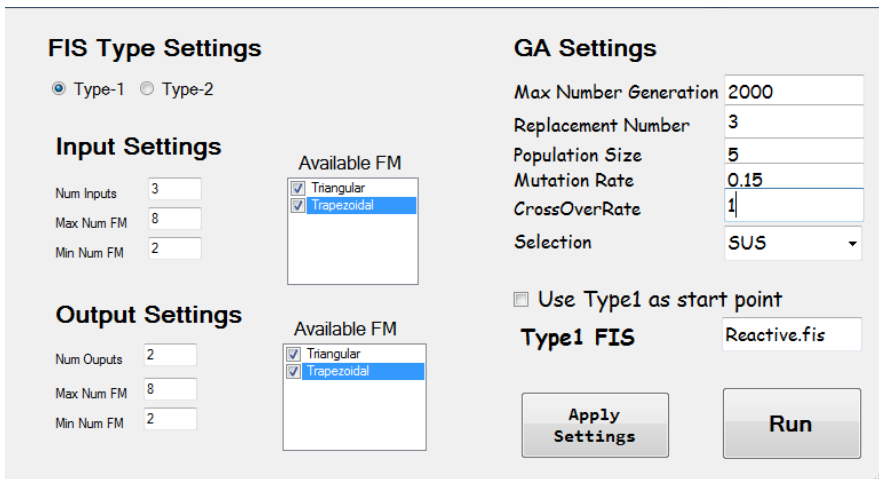 FIS Type Settings
Type-1 Type-2
Input Settings
Num Inputs 3
Max Num FM 8
Min Num FM 2
Available FM
Triangular
Trapezoidal
Output Settings
Num Ouputs 2
Max Num FM 8
Min Num FM 2
Available FM
Triangular
Trapezoidal
GA Settings
Max Number Generation 2000
Replacement Number 3
Population Size 5
Mutation Rate 0.15
CrossOverRate 1
Selection SUS
Use Type1 as start point
Type1 FIS Reactive.fis
Apply
Settings
Run